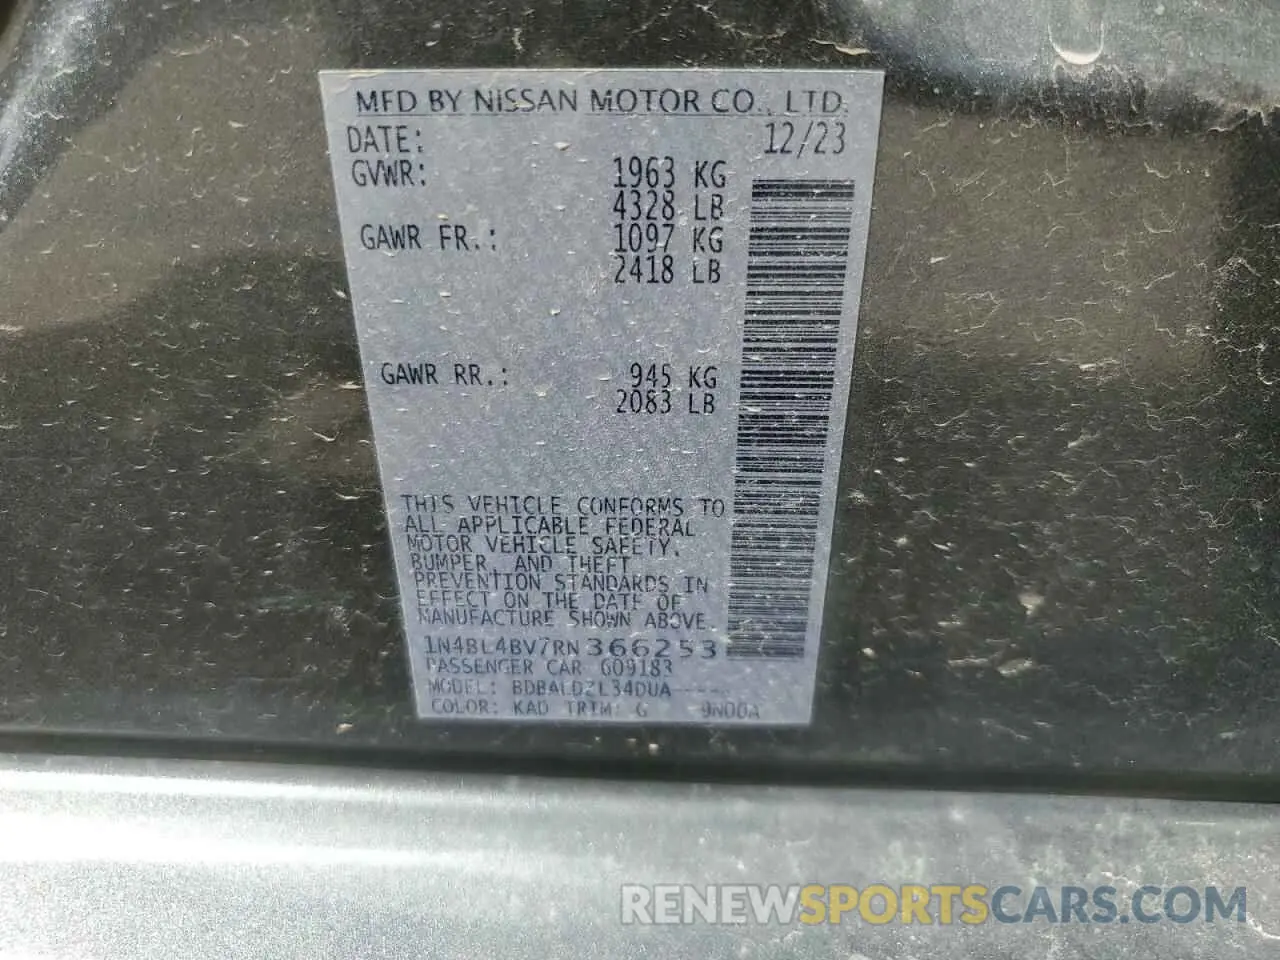 MFD BY NISSAN MOTOR CO., LTD.
DATE: 12/23
GVWR: 1963 KG
4328 LB
GAWR FR.: 1097 KG
2418 LB
GAWR RR.: 945 KG
2083 LB
THIS VEHICLE CONFORMS TO
ALL APPLICABLE FEDERAL
MOTOR VEHICLE SAFETY,
BUMPER, AND THEFT
PREVENTION STANDARDS IN
EFFECT ON THE DATE OF
MANUFACTURE SHOWN ABOVE.
1N4BL4BV7RN366253
PASSENGER CAR G09183
MODEL: BDBALDZL34DUA-----
COLOR: KAD TRIM: G 9N00A
RENEWSPORTSCARS.COM